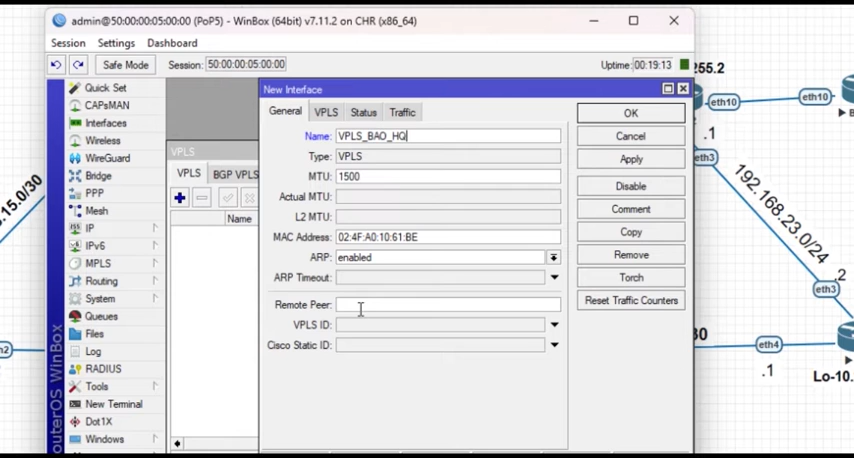 admin@50:00:00:05:00:00 (PoP5) - WinBox (64bit) v7.11.2 on CHR (x86_64)
Session Settings Dashboard
Safe Mode Session: 50:00:00:05:00:00 Uptime: 00:19:13
255.2
Quick Set
CAPsMAN
Interfaces
Wireless
WireGuard
Bridge
PPP
Mesh
IP
IPv6
MPLS
Routing
System
Queues
Files
Log
RADIUS
Tools
New Terminal
Dot1X
Windows
outerOS WinBox
VPLS
VPLS BGP VPLS
Name
New Interface
General VPLS Status Traffic
Name: VPLS_BAO_HQ
Type: VPLS
MTU: 1500
Actual MTU:
L2 MTU:
MAC Address: 02:4F:A0:10:61:BE
ARP: enabled
ARP Timeout:
Remote Peer:
VPLS ID:
Cisco Static ID:
OK
Cancel
Apply
Disable
Comment
Copy
Remove
Torch
Reset Traffic Counters
.15.0/30
n2
eth10 eth10
.1
eth3
192.168.23.0/24
.2
eth3
30
eth4
.1
Lo-10.